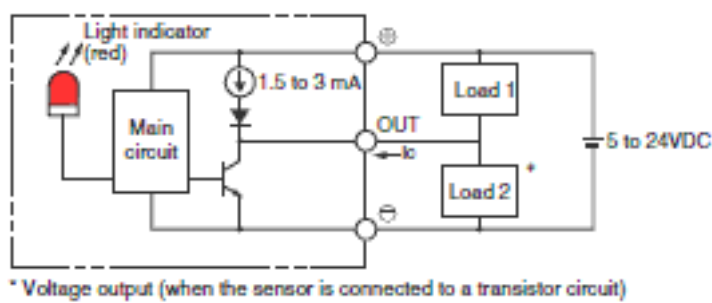 Light indicator
(red)
⊕
1.5 to 3 mA
Load 1
Main
circuit
OUT
Ic
5 to 24VDC
Load 2
*
⊖
* Voltage output (when the sensor is connected to a transistor circuit)